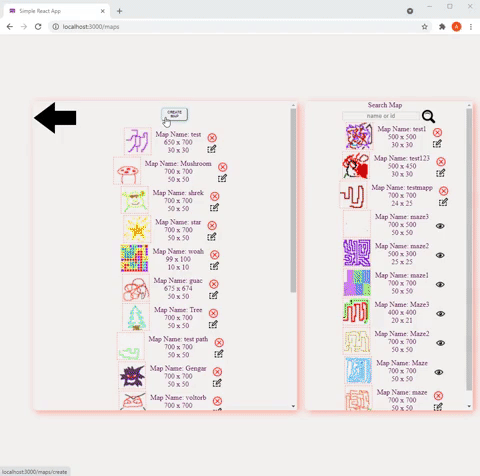 Simple React App
localhost:3000/maps
A
CREATE
MAP
Map Name: test
650 x 700
30 x 30
Map Name: Mushroom
700 x 700
50 x 50
Map Name: shrek
700 x 700
50 x 50
Map Name: star
700 x 700
50 x 50
Map Name: woah
99 x 100
10 x 10
Map Name: guac
675 x 674
50 x 50
Map Name: Tree
700 x 700
50 x 50
Map Name: test path
700 x 700
50 x 50
Map Name: Gengar
700 x 700
50 x 50
Map Name: voltorb
700 x 700
50 x 50
Search Map
name or id
Map Name: test1
500 x 500
30 x 30
Map Name: test123
500 x 450
30 x 30
Map Name: testmapp
700 x 700
24 x 25
Map Name: maze3
700 x 500
50 x 50
Map Name: maze2
500 x 300
25 x 25
Map Name: maze1
700 x 700
50 x 50
Map Name: Maze3
400 x 400
20 x 21
Map Name: Maze2
700 x 700
50 x 50
Map Name: Maze
700 x 700
50 x 50
Map Name: maze
700 x 700
50 x 50
localhost:3000/maps/create